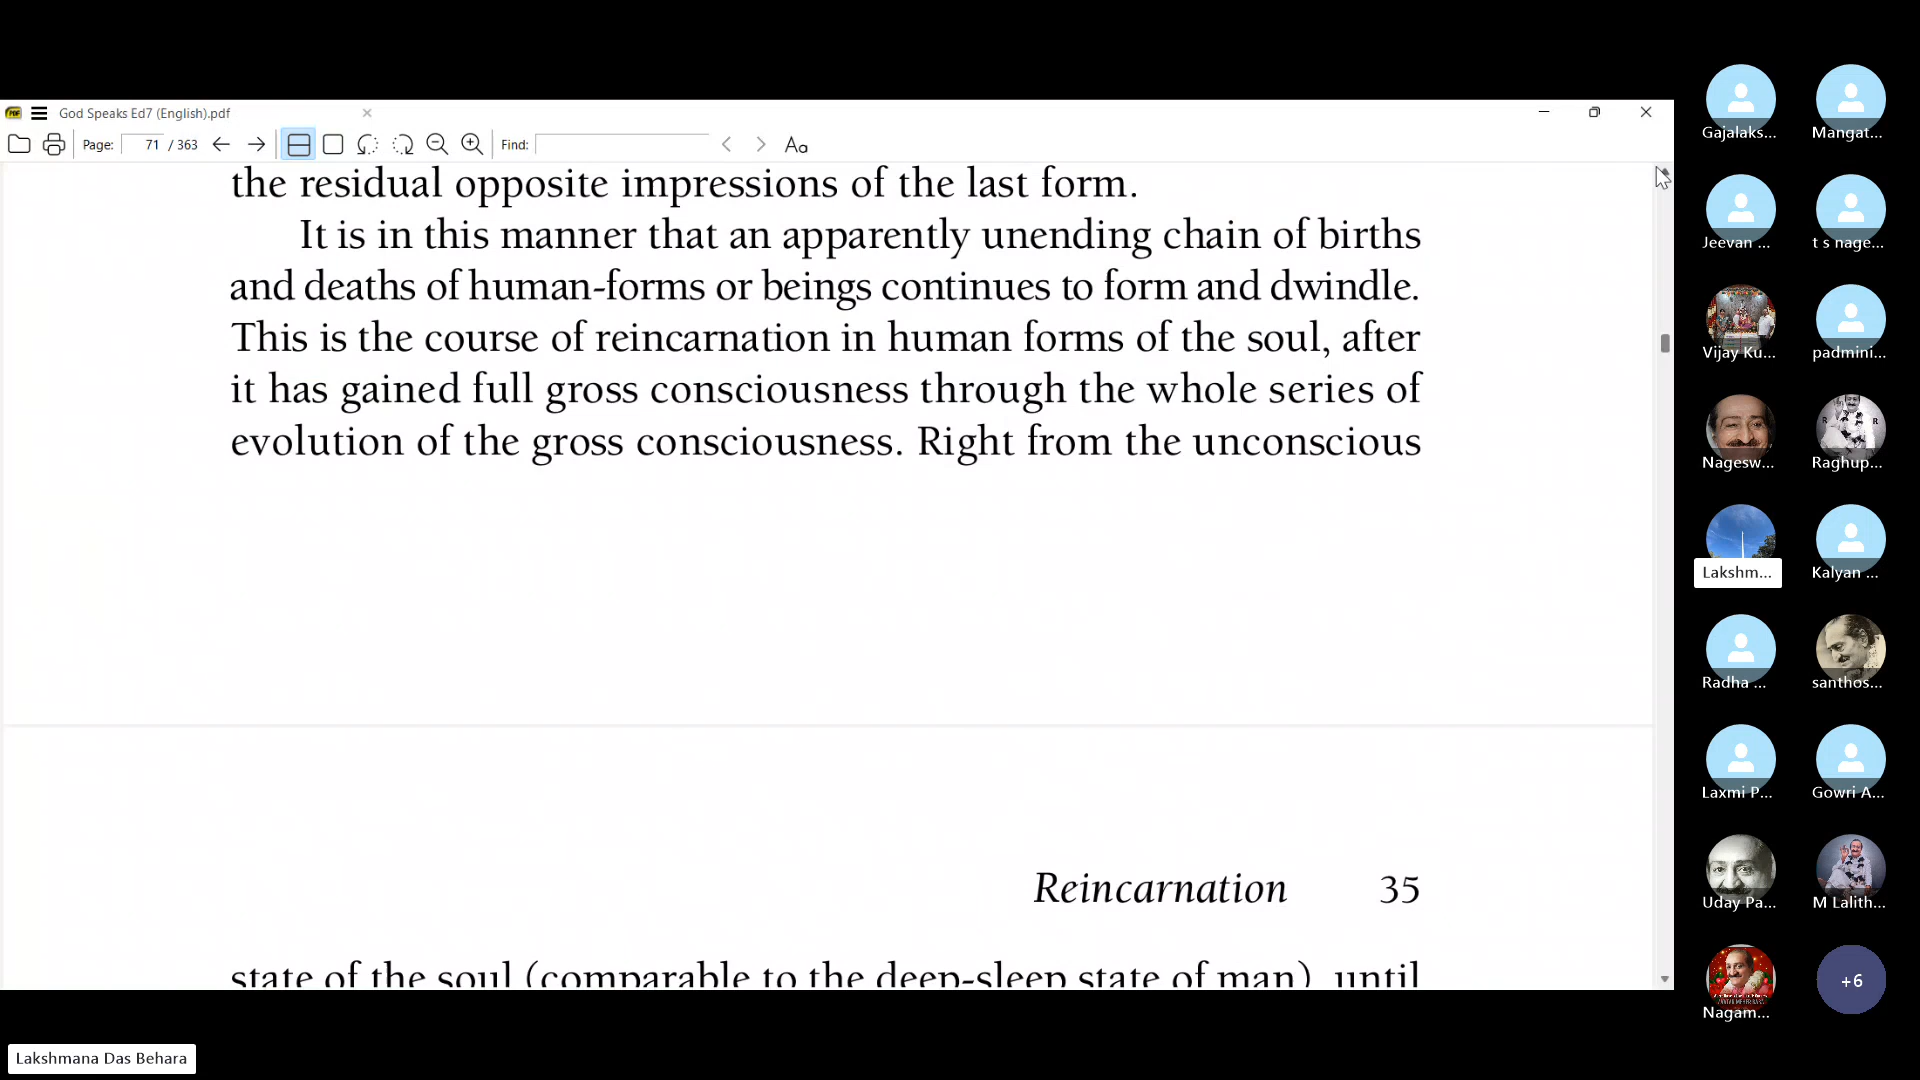 God Speaks Ed7 (English).pdf
Page: 71 / 363 Find: Aa
the residual opposite impressions of the last form.
It is in this manner that an apparently unending chain of births
and deaths of human-forms or beings continues to form and dwindle.
This is the course of reincarnation in human forms of the soul, after
it has gained full gross consciousness through the whole series of
evolution of the gross consciousness. Right from the unconscious
Reincarnation 35
state of the soul (comparable to the deep-sleep state of man), until
Gajalaks... Mangat...
Jeevan ... t s nage...
Vijay Ku... padmini...
Nagesw... Raghup...
Lakshm... Kalyan ...
Radha ... santhos...
Laxmi P... Gowri A...
Uday Pa... M Lalith...
Nagam... +6
Lakshmana Das Behara